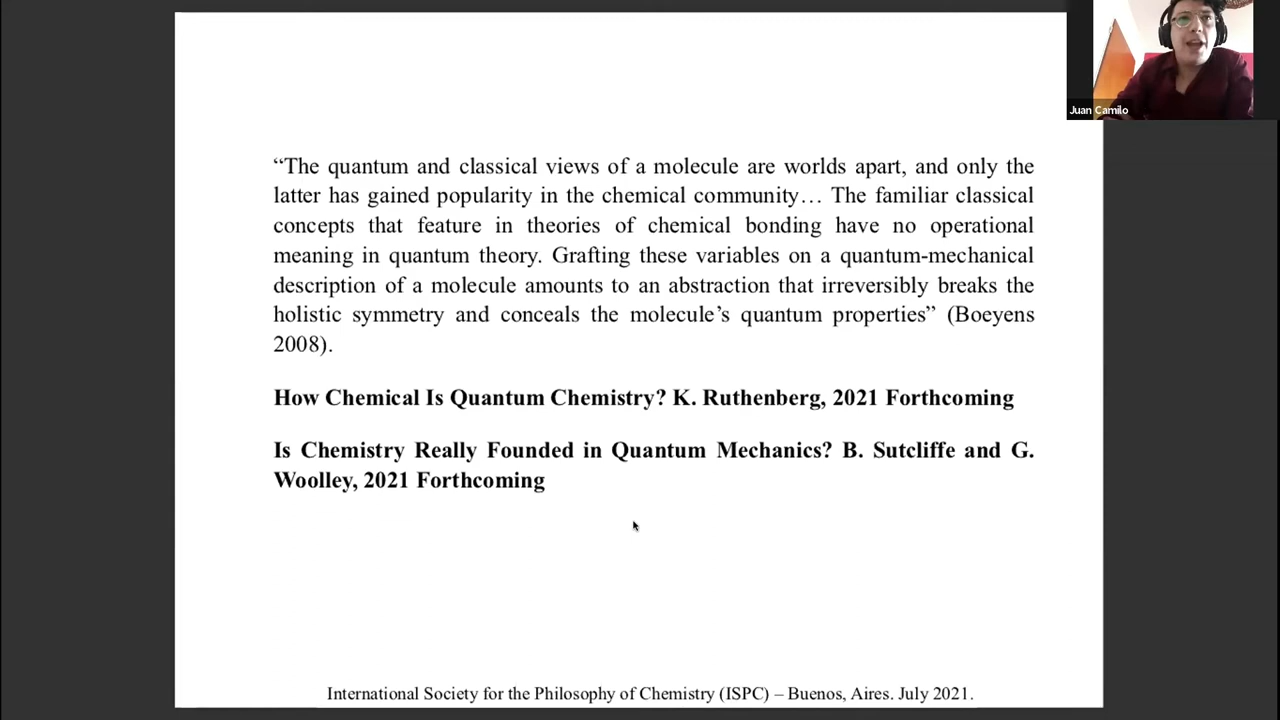 Juan Camilo
“The quantum and classical views of a molecule are worlds apart, and only the
latter has gained popularity in the chemical community… The familiar classical
concepts that feature in theories of chemical bonding have no operational
meaning in quantum theory. Grafting these variables on a quantum-mechanical
description of a molecule amounts to an abstraction that irreversibly breaks the
holistic symmetry and conceals the molecule’s quantum properties” (Boeyens
2008).
How Chemical Is Quantum Chemistry? K. Ruthenberg, 2021 Forthcoming
Is Chemistry Really Founded in Quantum Mechanics? B. Sutcliffe and G.
Woolley, 2021 Forthcoming
International Society for the Philosophy of Chemistry (ISPC) – Buenos, Aires. July 2021.